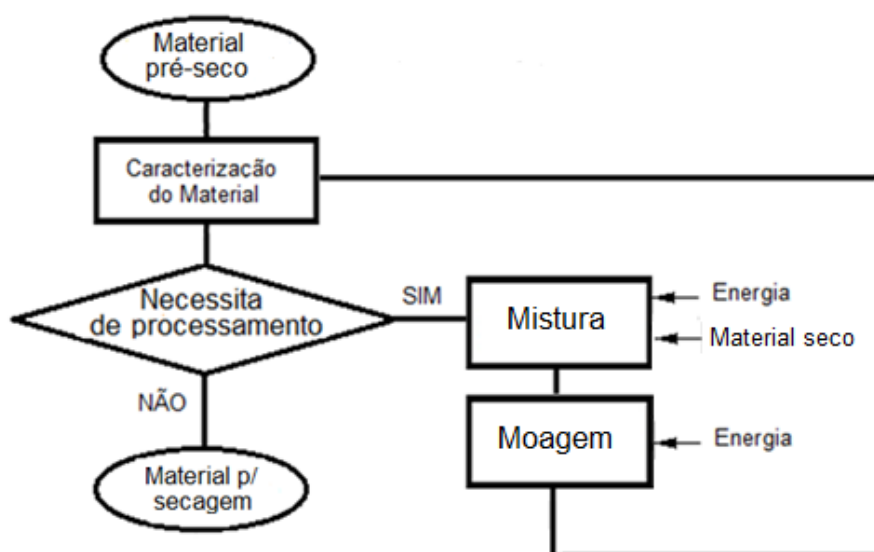 Material
pré-seco
Caracterização
do Material
Necessita
de processamento
SIM
Mistura
Energia
Material seco
NÃO
Moagem
Energia
Material p/
secagem